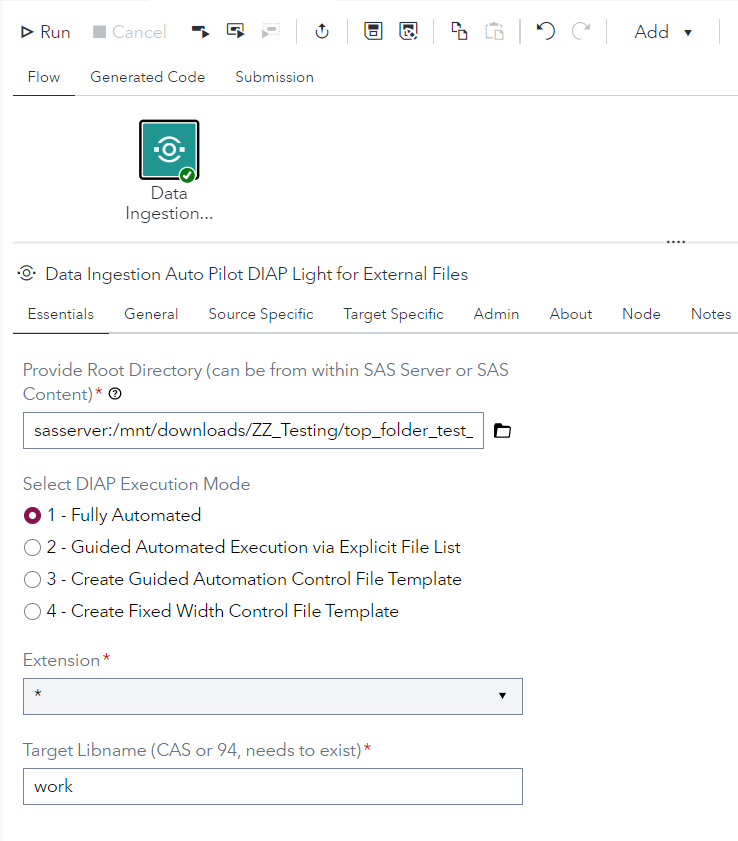 Run Cancel Add
Flow Generated Code Submission
Data
Ingestion...
Data Ingestion Auto Pilot DIAP Light for External Files
Essentials General Source Specific Target Specific Admin About Node Notes
Provide Root Directory (can be from within SAS Server or SAS
Content)*
sasserver:/mnt/downloads/ZZ_Testing/top_folder_test_
Select DIAP Execution Mode
1 - Fully Automated
2 - Guided Automated Execution via Explicit File List
3 - Create Guided Automation Control File Template
4 - Create Fixed Width Control File Template
Extension*
*
Target Libname (CAS or 94, needs to exist)*
work